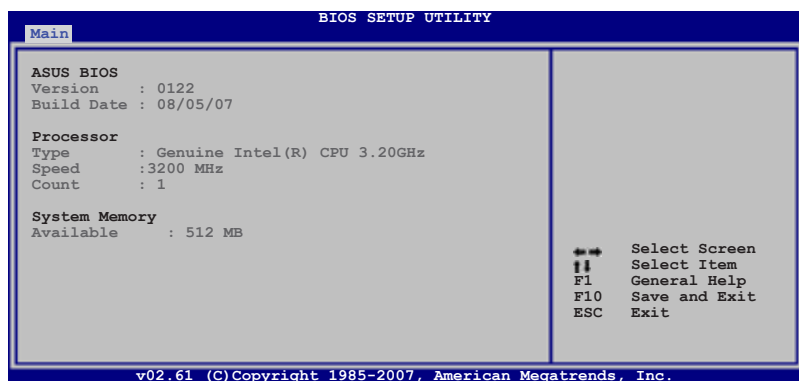 BIOS SETUP UTILITY
Main
ASUS BIOS
Version : 0122
Build Date : 08/05/07
Processor
Type : Genuine Intel(R) CPU 3.20GHz
Speed :3200 MHz
Count : 1
System Memory
Available : 512 MB
Select Screen
Select Item
F1 General Help
F10 Save and Exit
ESC Exit
v02.61 (C)Copyright 1985-2007, American Megatrends, Inc.